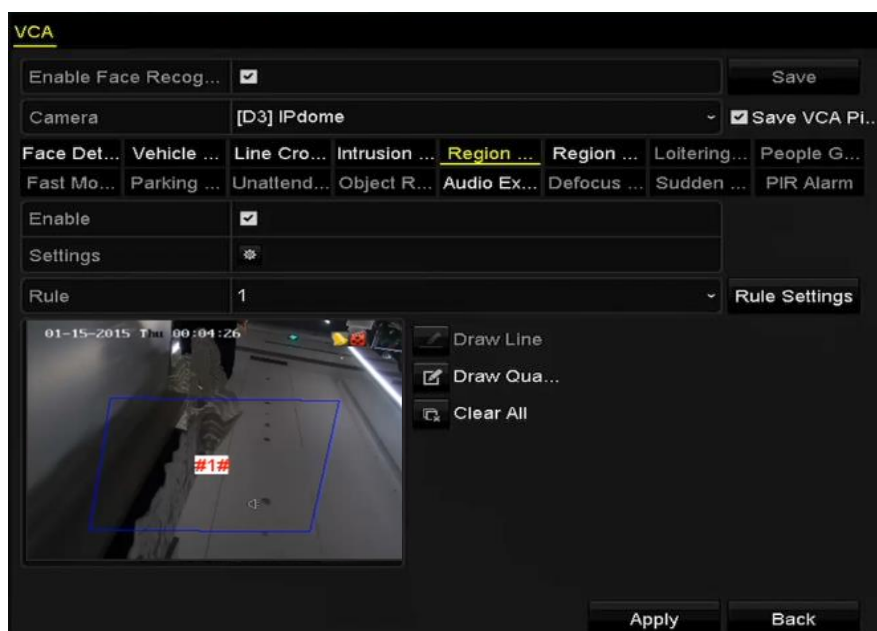 VCA
Enable Face Recog...
Save
Camera
[D3] IPdome
Save VCA Pi..
Face Det... Vehicle ... Line Cro... Intrusion ... Region ... Region ... Loitering... People G...
Fast Mo... Parking ... Unattend... Object R... Audio Ex... Defocus ... Sudden ... PIR Alarm
Enable
Settings
Rule
1
Rule Settings
01-15-2015 Thu 00:04:26
Draw Line
Draw Qua...
Clear All
#1#
Apply
Back